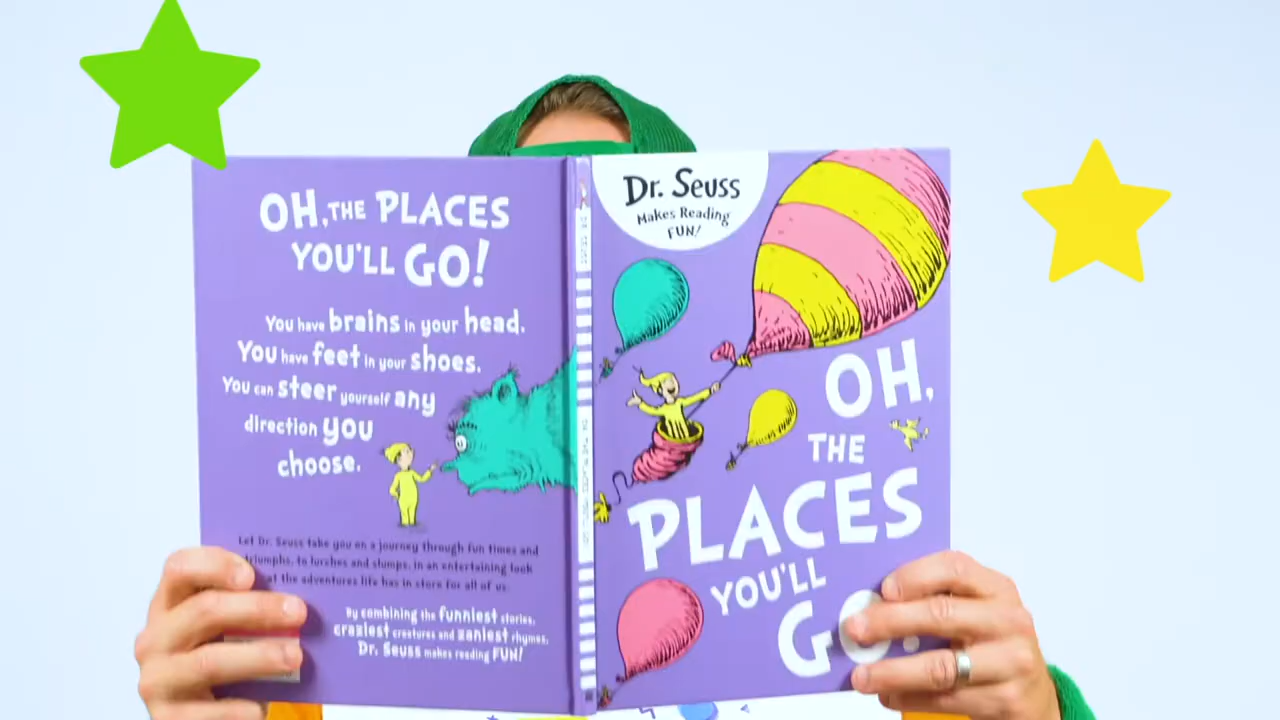 OH, THE PLACES
YOU'LL GO!
You have brains in your head.
You have feet in your shoes.
You can steer yourself any
direction you
choose.
Let Dr. Seuss take you on a journey through fun times and
triumphs, to lurches and slumps, in an entertaining look
at the adventures life has in store for all of us.
By combining the funniest stories,
craziest creatures and zaniest rhymes,
Dr. Seuss makes reading FUN!
DR. SEUSS
Dr. Seuss
Makes Reading
FUN!
OH,
THE
PLACES
YOU'LL
GO!